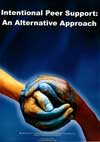 Intentional Peer Support:
An Alternative Approach